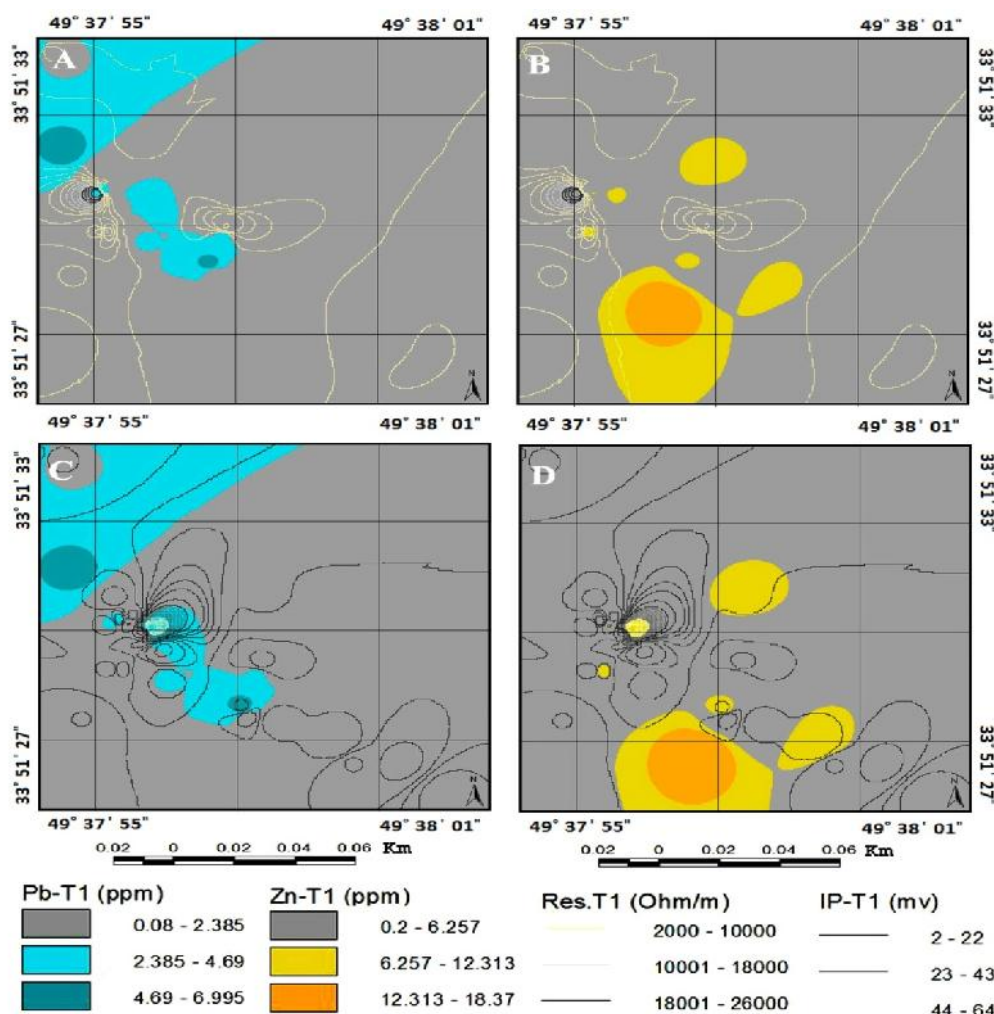 49° 37' 55" 49° 38' 01" 49° 37' 55" 49° 38' 01"
A B
33° 51' 33" 33° 51' 33"
33° 51' 27" 33° 51' 27"
N N
49° 37' 55" 49° 38' 01" 49° 37' 55" 49° 38' 01"
C D
33° 51' 33" 33° 51' 33"
33° 51' 27" 33° 51' 27"
N N
49° 37' 55" 49° 38' 01" 49° 37' 55" 49° 38' 01"
0.02 0 0.02 0.04 0.06 Km 0.02 0 0.02 0.04 0.06 Km
Pb-T1 (ppm) Zn-T1 (ppm) Res.T1 (Ohm/m) IP-T1 (mv)
0.08 - 2.385 0.2 - 6.257 2000 - 10000 2 - 22
2.385 - 4.69 6.257 - 12.313 10001 - 18000 23 - 43
4.69 - 6.995 12.313 - 18.37 18001 - 26000 44 - 64